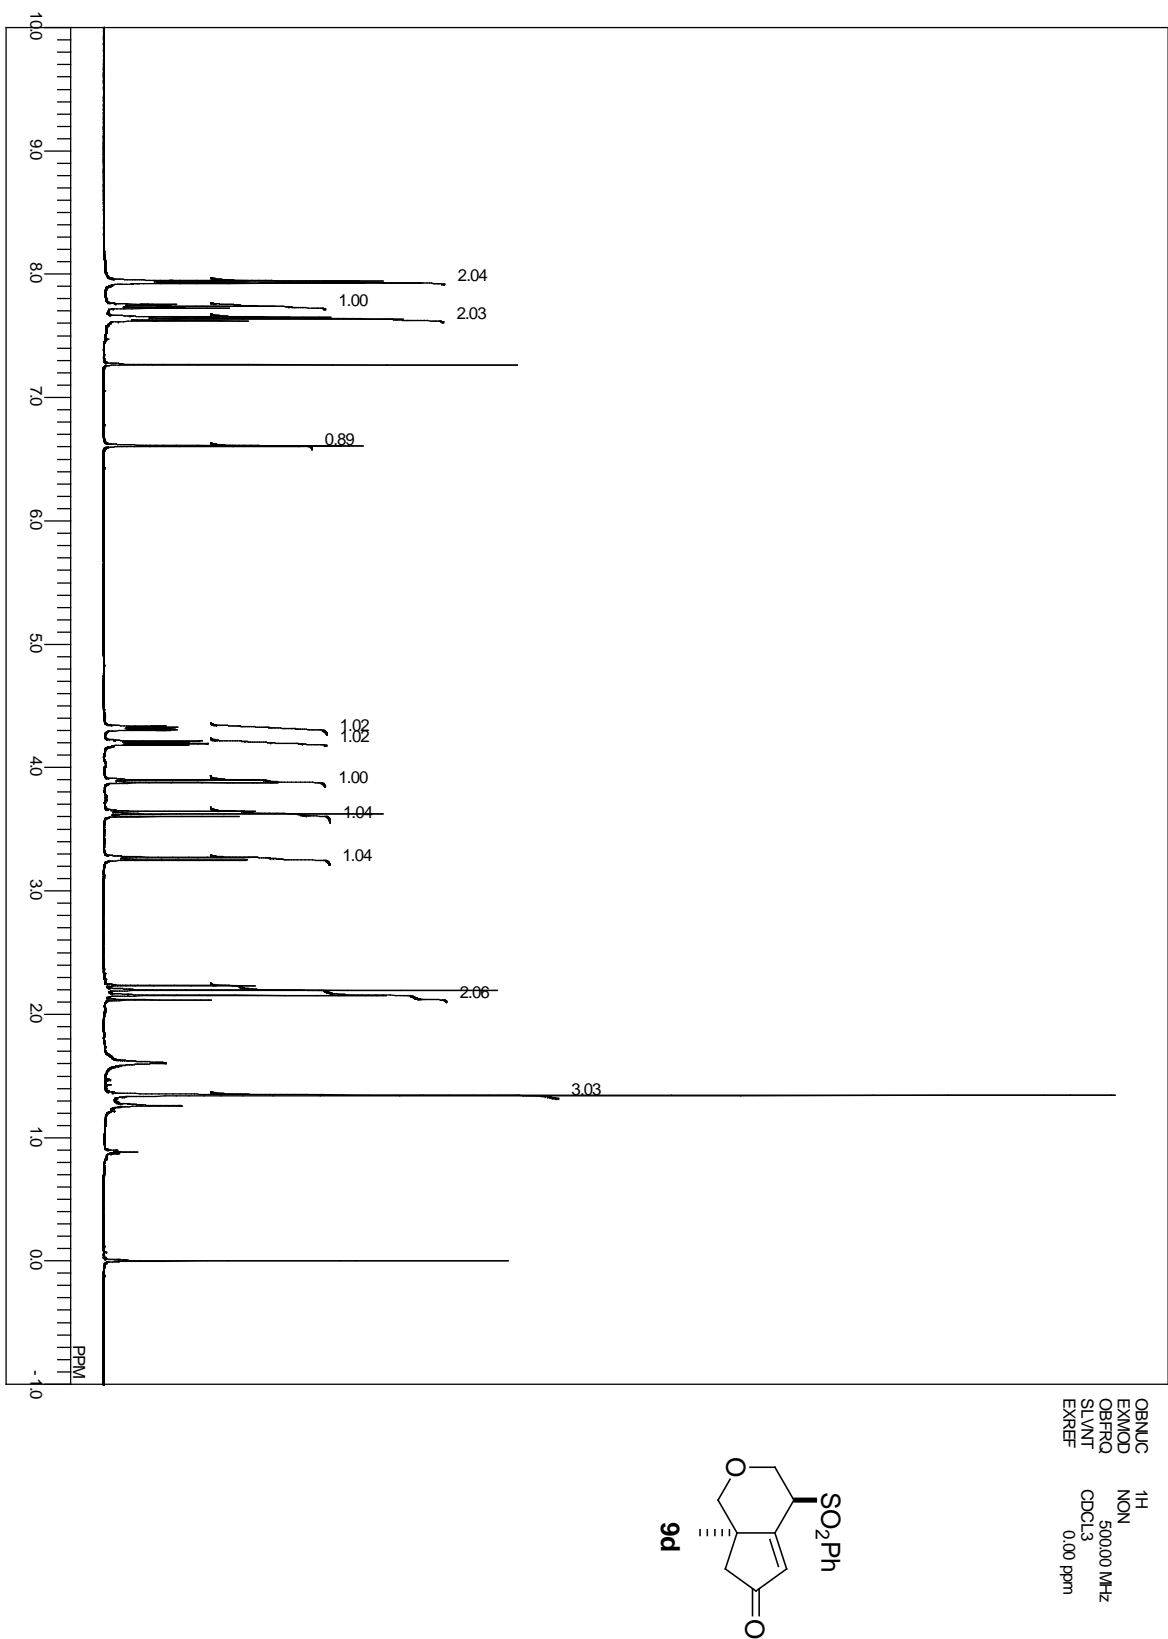 OBNUC 1H
EXMOD NON
OBFRQ 500.00 MHz
SLVNT CDCL3
EXREF 0.00 ppm
SO2Ph
O
O
9d
2.04
1.00
2.03
0.89
1.02
1.02
1.00
1.04
1.04
2.06
3.03
PPM
10.0 9.0 8.0 7.0 6.0 5.0 4.0 3.0 2.0 1.0 0.0 -1.0